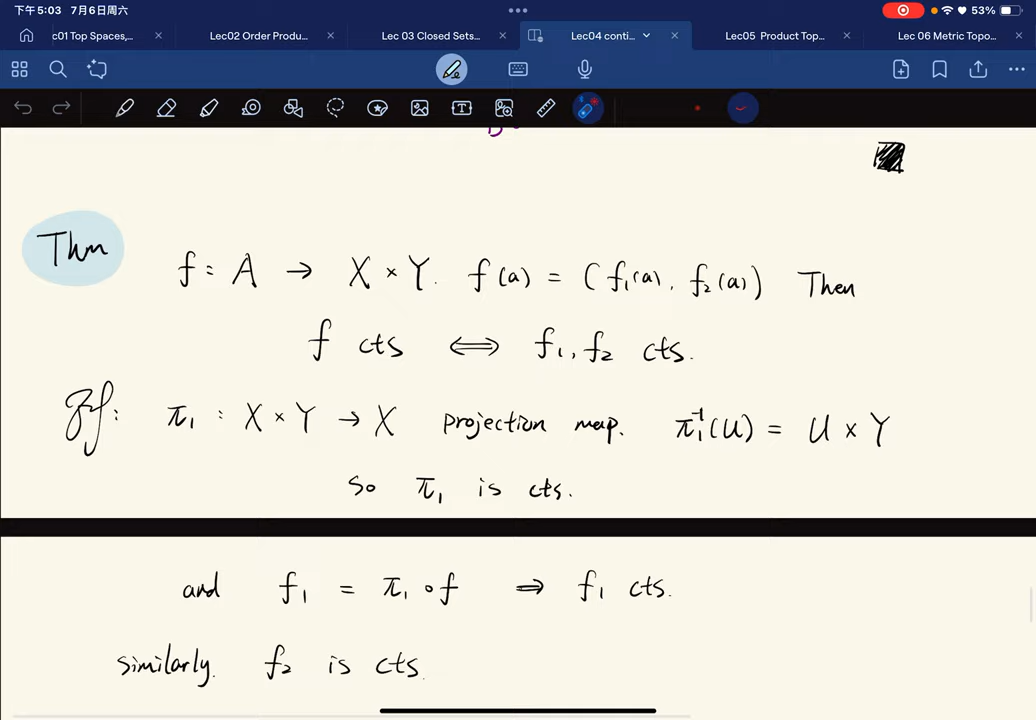 下午5:03 7月6日周六
53%
c01 Top Spaces,...
Lec02 Order Produ...
Lec 03 Closed Sets...
Lec04 conti...
Lec05 Product Top...
Lec 06 Metric Topo...
Thm
f : A → X × Y. f(a) = (f₁(a), f₂(a)) Then
f cts ⟺ f₁, f₂ cts.
Pf: π₁ : X × Y → X projection map. π₁⁻¹(U) = U × Y
So π₁ is cts.
and f₁ = π₁ ∘ f ⇒ f₁ cts.
similarly. f₂ is cts.